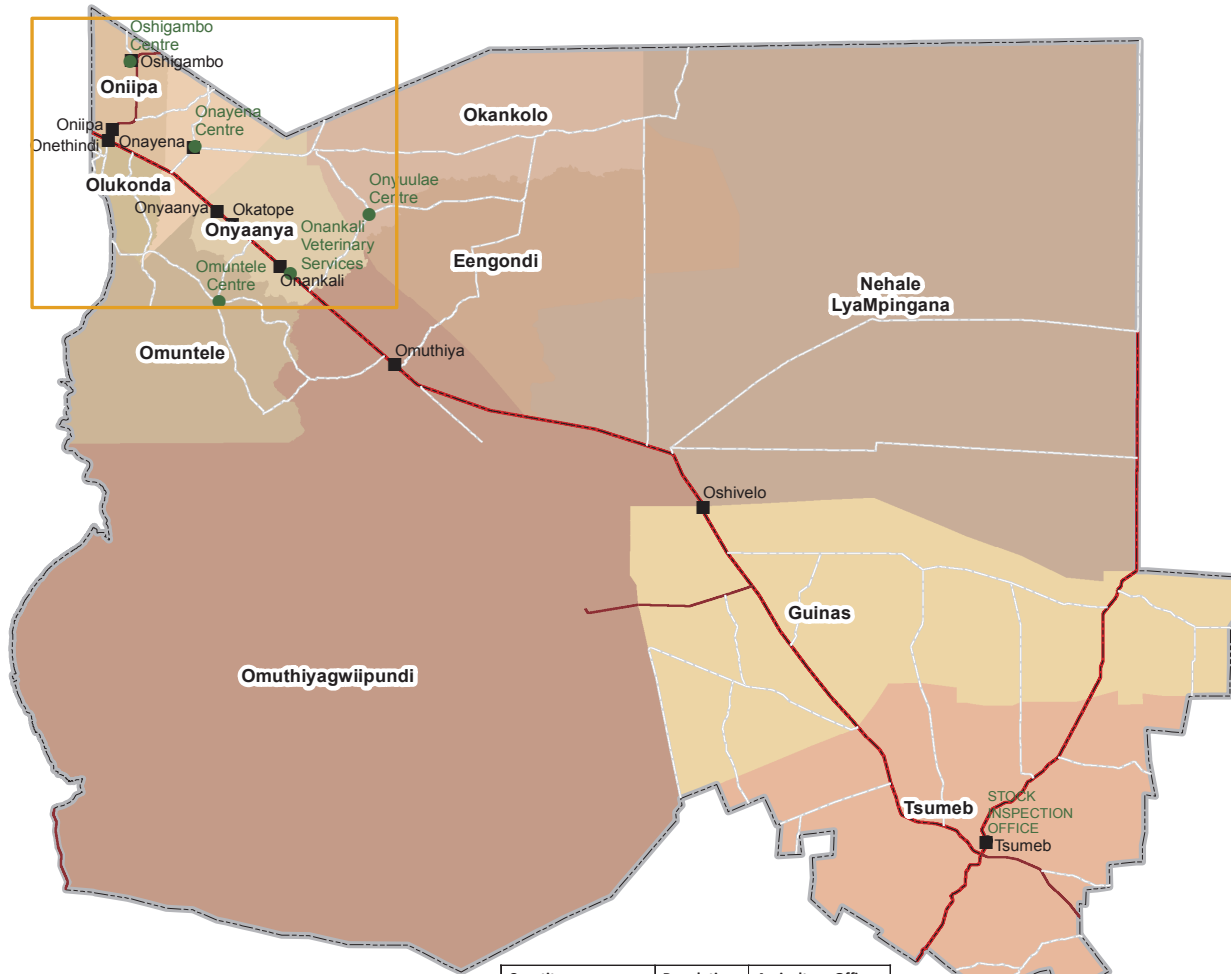 Oshigambo
Centre
Oshigambo
Oniipa
Okankolo
Oniipa
Onayena
Centre
Onethindi
Onayena
Olukonda
Onyuulae
Centre
Onyaanya
Okatope
Onyaanya
Onankali
Veterinary
Services
Omuntele
Centre
Onankali
Eengondi
Nehale
LyaMpingana
Omuntele
Omuthiya
Oshivelo
Guinas
Omuthiyagwiipundi
Tsumeb
STOCK
INSPECTION
OFFICE
Tsumeb